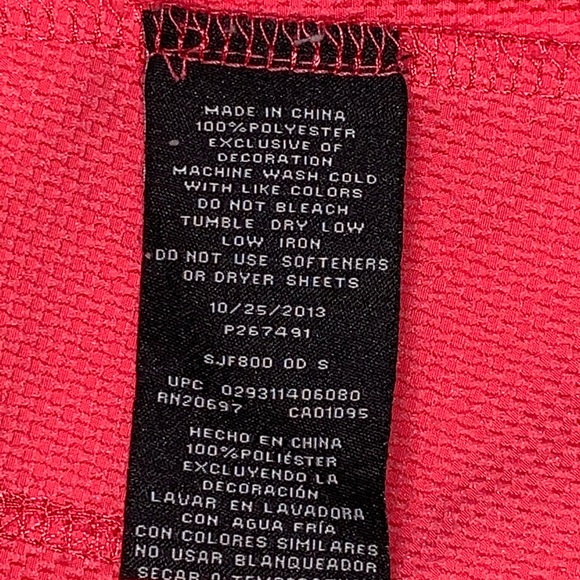 MADE IN CHINA
100%POLYESTER
EXCLUSIVE OF
DECORATION
MACHINE WASH COLD
WITH LIKE COLORS
DO NOT BLEACH
TUMBLE DRY LOW
LOW IRON
DO NOT USE SOFTENERS
OR DRYER SHEETS
10/25/2013
P267491
SJF800 0D S
UPC 029311406080
RN20697 CA01095
HECHO EN CHINA
100%POLIÉSTER
EXCLUYENDO LA
DECORACIÓN
LAVAR EN LAVADORA
CON AGUA FRÍA
CON COLORES SIMILARES
NO USAR BLANQUEADOR
SECAR